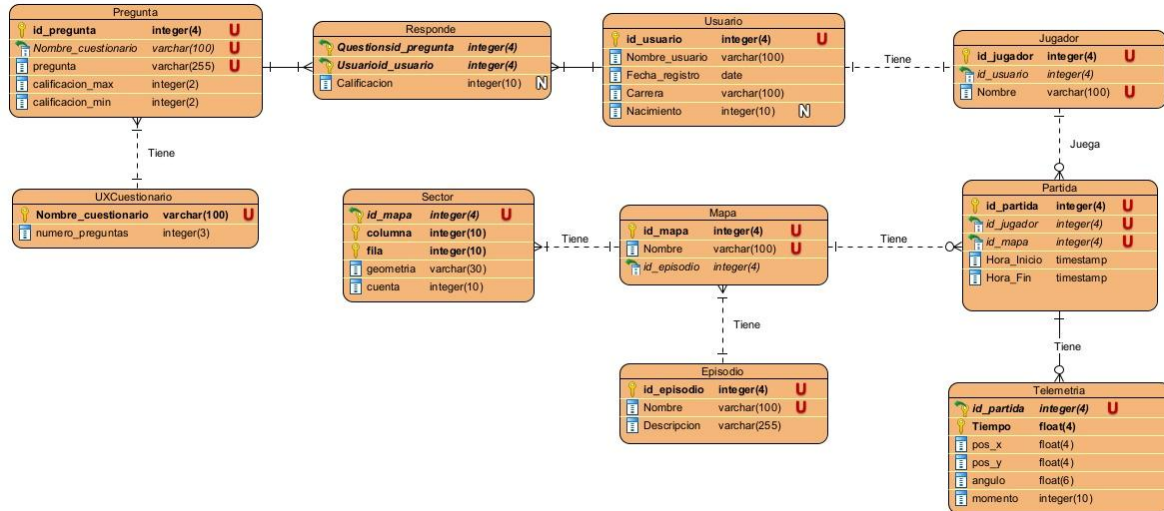 Pregunta
id_pregunta integer(4) U
Nombre_cuestionario varchar(100) U
pregunta varchar(255) U
calificacion_max integer(2)
calificacion_min integer(2)
Responde
Questionsid_pregunta integer(4)
Usuarioid_usuario integer(4)
Calificacion integer(10) N
Usuario
id_usuario integer(4) U
Nombre_usuario varchar(100)
Fecha_registro date
Carrera varchar(100)
Nacimiento integer(10) N
Tiene
Jugador
id_jugador integer(4) U
id_usuario integer(4)
Nombre varchar(100) U
Tiene
Juega
UXCuestionario
Nombre_cuestionario varchar(100) U
numero_preguntas integer(3)
Sector
id_mapa integer(4) U
columna integer(10)
fila integer(10)
geometria varchar(30)
cuenta integer(10)
Tiene
Mapa
id_mapa integer(4) U
Nombre varchar(100) U
id_episodio integer(4)
Tiene
Partida
id_partida integer(4) U
id_jugador integer(4) U
id_mapa integer(4) U
Hora_Inicio timestamp
Hora_Fin timestamp
Tiene
Tiene
Episodio
id_episodio integer(4) U
Nombre varchar(100) U
Descripcion varchar(255)
Telemetria
id_partida integer(4) U
Tiempo float(4)
pos_x float(4)
pos_y float(4)
angulo float(6)
momento integer(10)